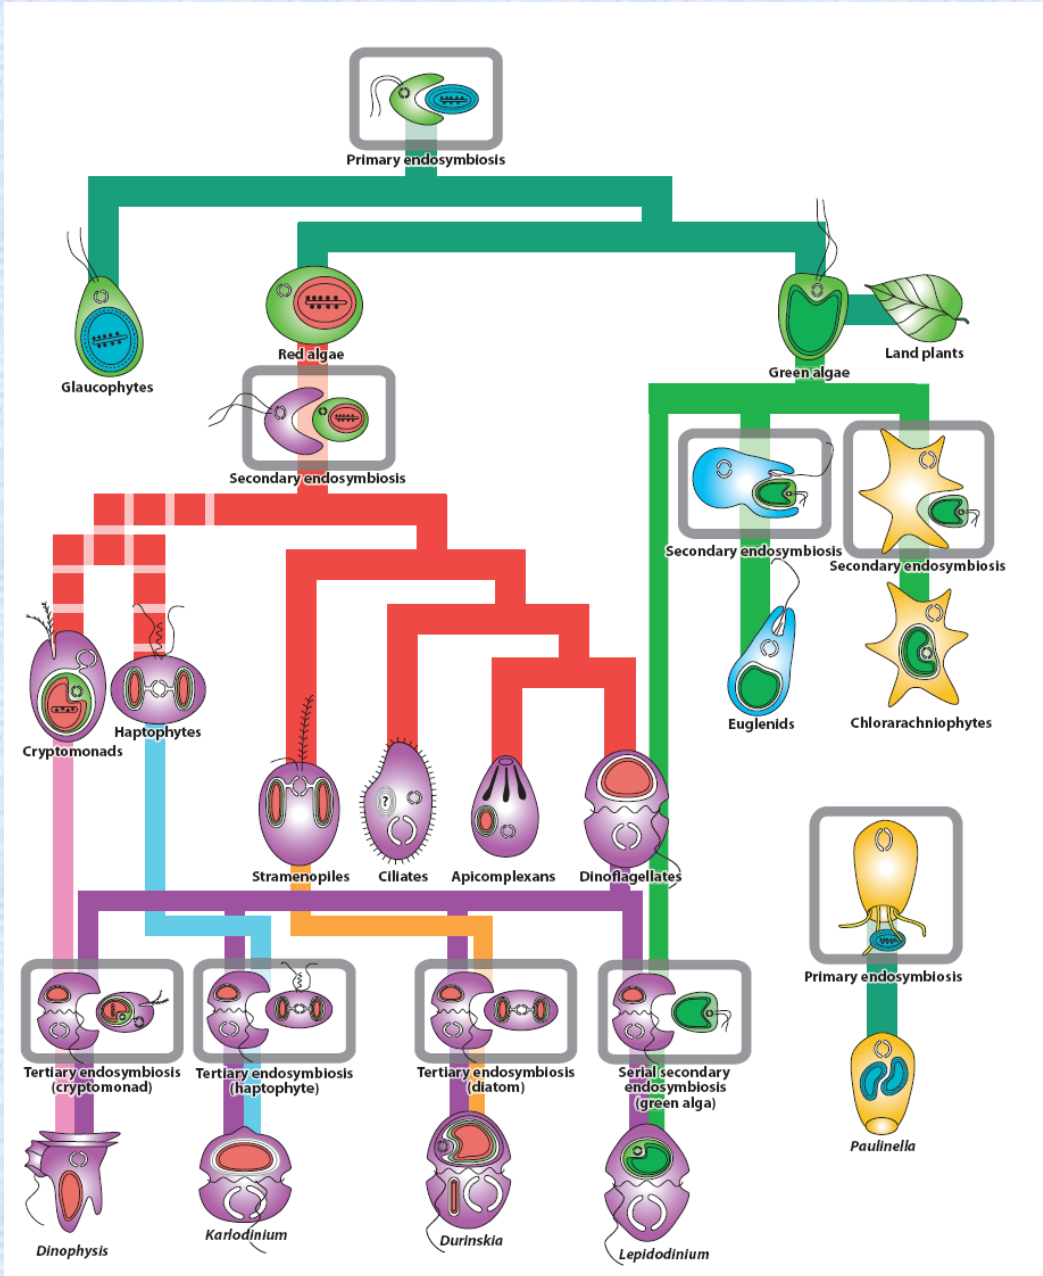 Primary endosymbiosis
Glaucophytes
Red algae
Green algae
Land plants
Secondary endosymbiosis
Secondary endosymbiosis
Secondary endosymbiosis
Cryptomonads
Haptophytes
Euglenids
Chlorarachniophytes
?
Stramenopiles
Ciliates
Apicomplexans
Dinoflagellates
Primary endosymbiosis
Tertiary endosymbiosis
(cryptomonad)
Tertiary endosymbiosis
(haptophyte)
Tertiary endosymbiosis
(diatom)
Serial secondary
endosymbiosis
(green alga)
Paulinella
Dinophysis
Karlodinium
Durinskia
Lepidodinium